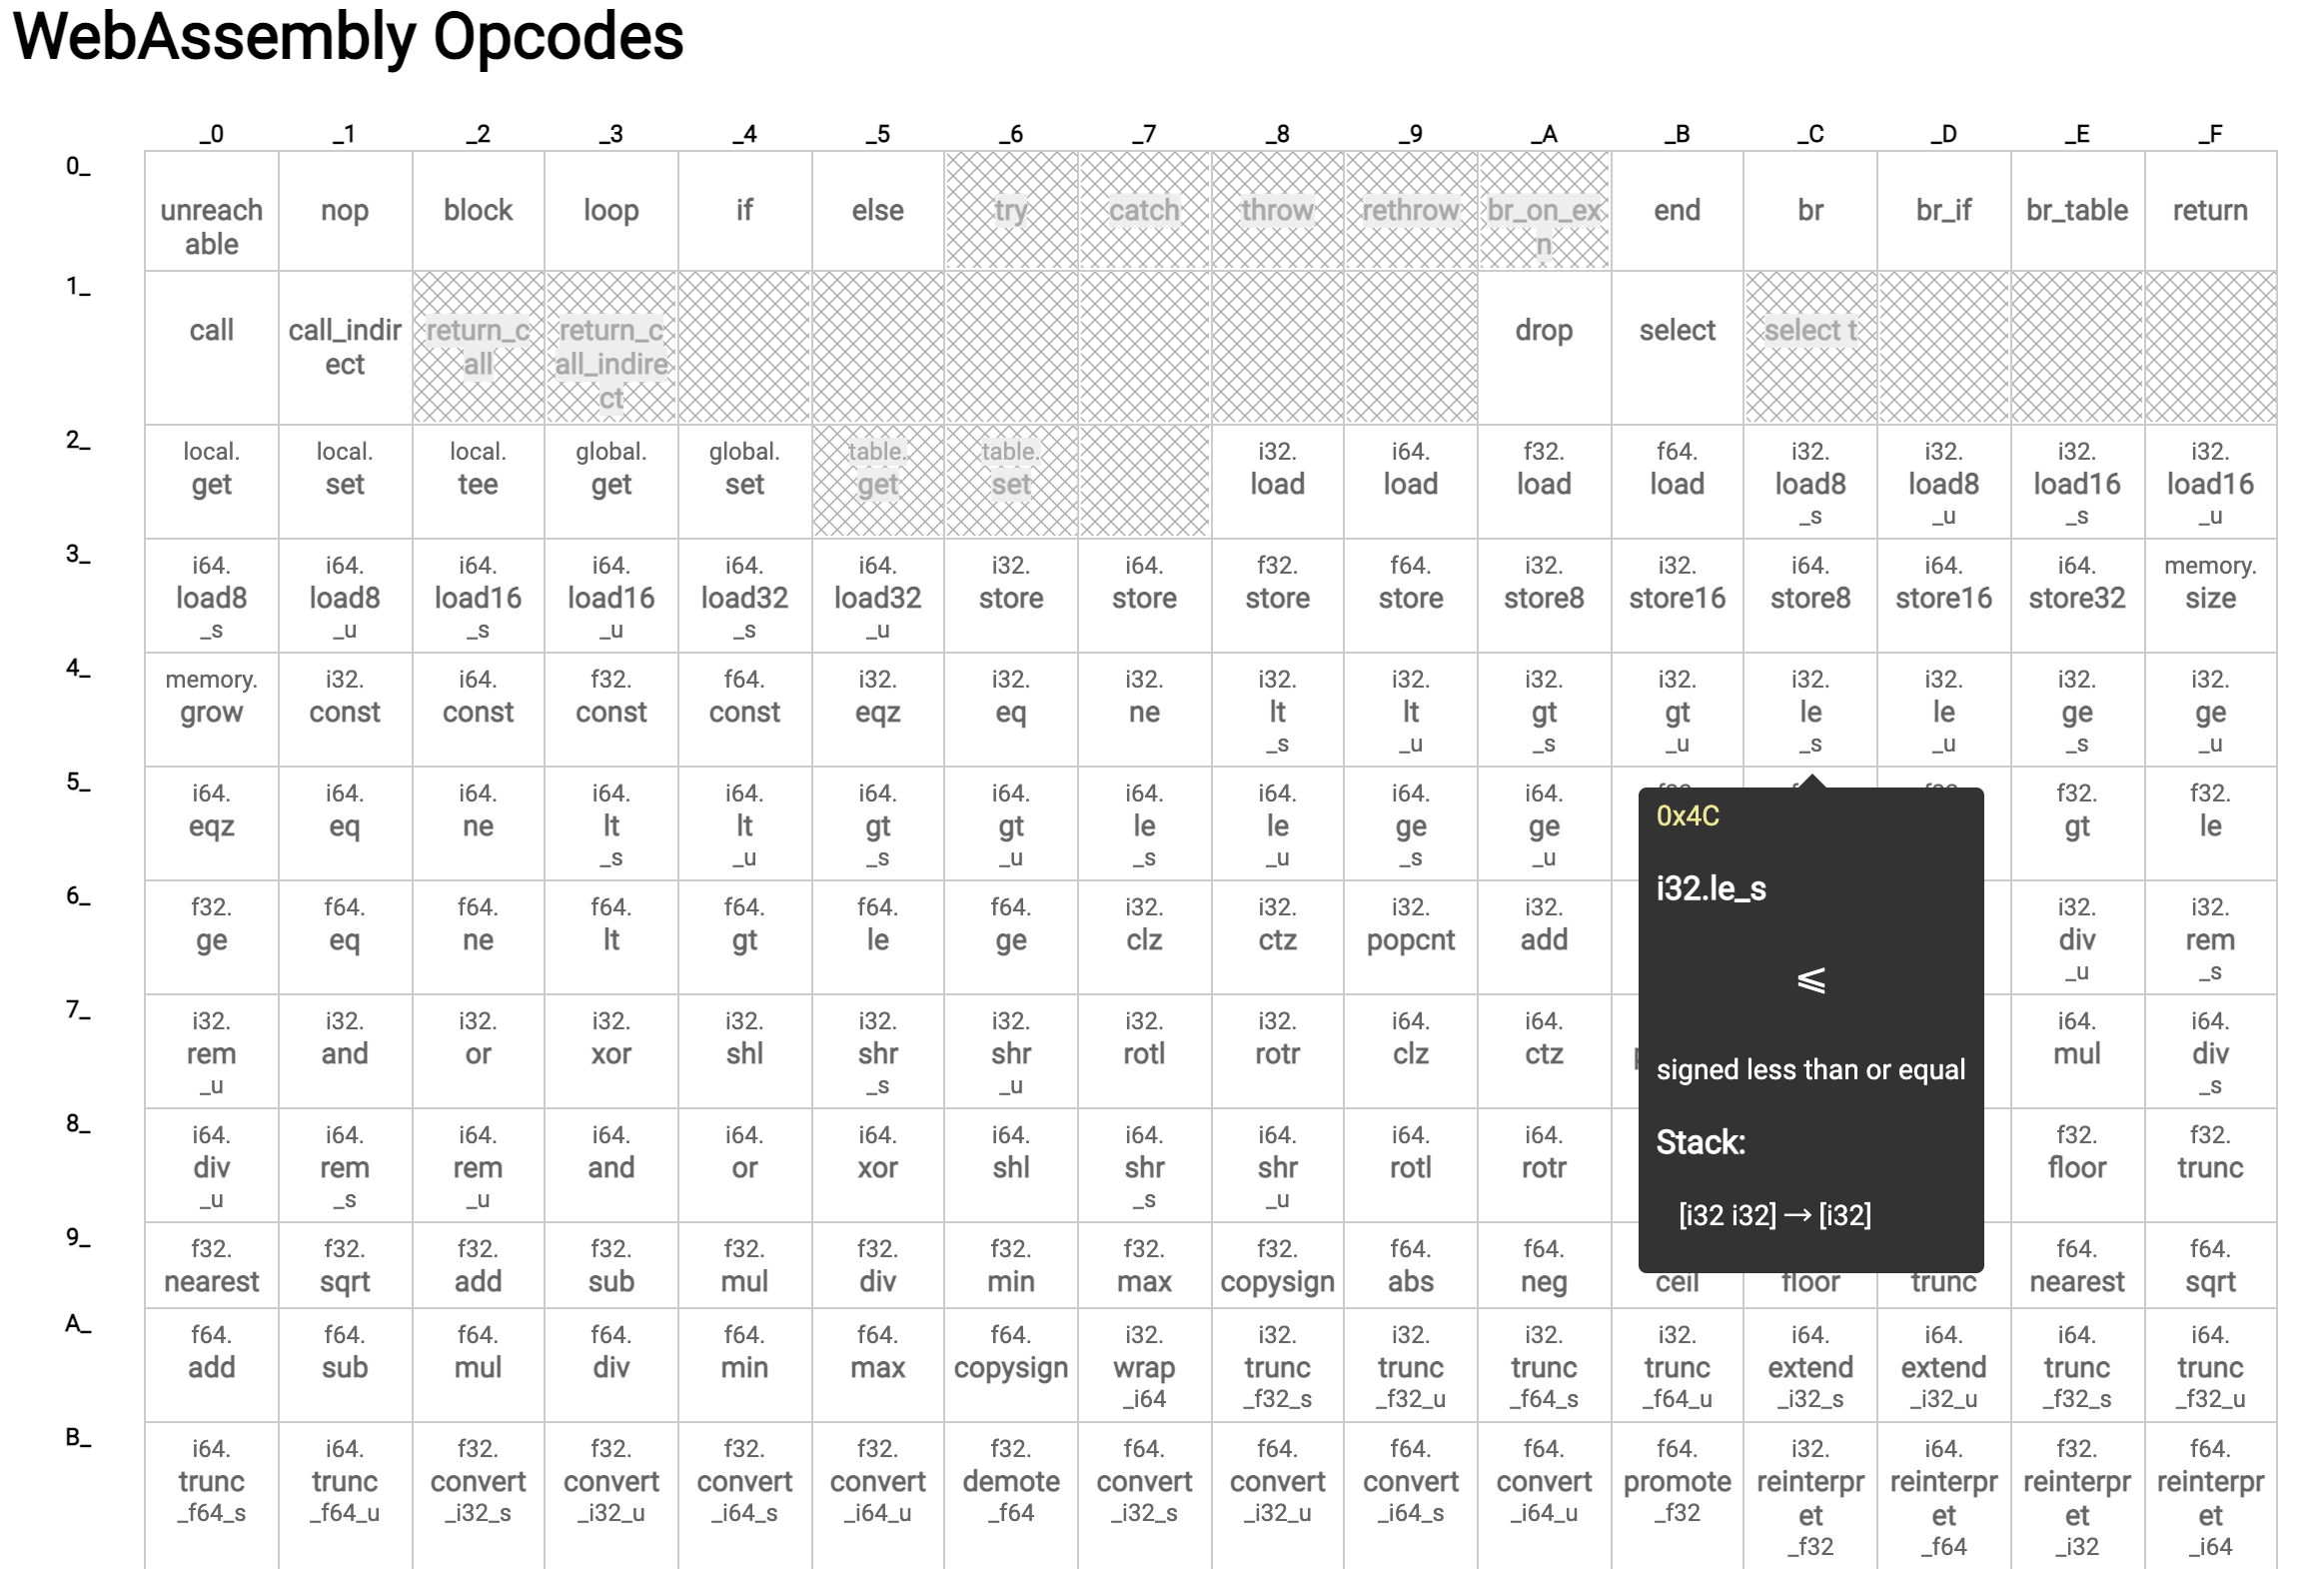 WebAssembly Opcodes
_0 _1 _2 _3 _4 _5 _6 _7 _8 _9 _A _B _C _D _E _F
0_
unreach nop block loop if else try catch throw rethrow br_on_ex end br br_if br_table return
able n
1_
call call_indir return_c return_c drop select select t
ect all all_indire
ct
2_
local. local. local. global. global. table. table. i32. i64. f32. f64. i32. i32. i32. i32.
get set tee get set get set load load load load load8 load8 load16 load16
_s _u _s _u
3_
i64. i64. i64. i64. i64. i64. i32. i64. f32. f64. i32. i32. i64. i64. i64. memory.
load8 load8 load16 load16 load32 load32 store store store store store8 store16 store8 store16 store32 size
_s _u _s _u _s _u
4_
memory. i32. i64. f32. f64. i32. i32. i32. i32. i32. i32. i32. i32. i32. i32. i32.
grow const const const const eqz eq ne lt lt gt gt le le ge ge
_s _u _s _u _s _u _s _u
5_
i64. i64. i64. i64. i64. i64. i64. i64. i64. i64. i64. f32. f32.
eqz eq ne lt lt gt gt le le ge ge gt le
_s _u _s _u _s _u _s _u
6_
f32. f64. f64. f64. f64. f64. f64. i32. i32. i32. i32. i32. i32.
ge eq ne lt gt le ge clz ctz popcnt add div rem
_u _s
7_
i32. i32. i32. i32. i32. i32. i32. i32. i32. i64. i64. i64. i64.
rem and or xor shl shr shr rotl rotr clz ctz mul div
_u _s _u _s
8_
i64. i64. i64. i64. i64. i64. i64. i64. i64. i64. i64. f32. f32.
div rem rem and or xor shl shr shr rotl rotr floor trunc
_u _s _u _s _u
9_
f32. f32. f32. f32. f32. f32. f32. f32. f32. f64. f64. f64. f64.
nearest sqrt add sub mul div min max copysign abs neg ceil floor trunc nearest sqrt
A_
f64. f64. f64. f64. f64. f64. f64. i32. i32. i32. i32. i32. i64. i64. i64. i64.
add sub mul div min max copysign wrap trunc trunc trunc trunc extend extend trunc trunc
_i64 _f32_s _f32_u _f64_s _f64_u _i32_s _i32_u _f32_s _f32_u
B_
i64. i64. f32. f32. f32. f32. f32. f64. f64. f64. f64. f64. i32. i64. f32. f64.
trunc trunc convert convert convert convert demote convert convert convert convert promote reinterpr reinterpr reinterpr reinterpr
_f64_s _f64_u _i32_s _i32_u _i64_s _i64_u _f64 _i32_s _i32_u _i64_s _i64_u _f32 et et et et
_f32 _f64 _i32 _i64
0x4C
i32.le_s
⩽
signed less than or equal
Stack:
[i32 i32] → [i32]